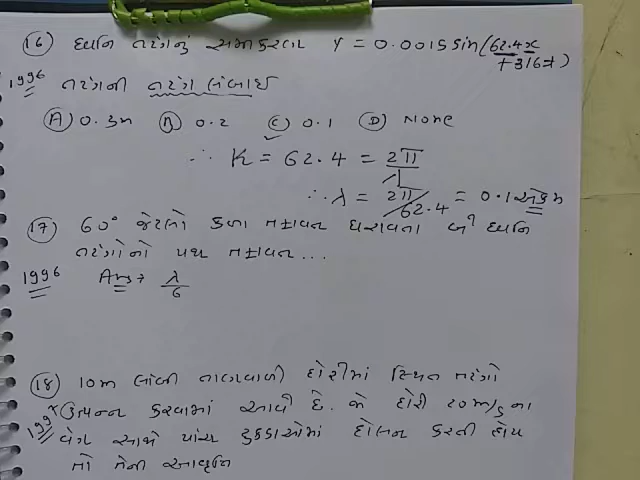 (16) ધ્વનિ તરંગનું સમીકરણ Y = 0.0015 sin(62.4x
+ 316t)
1996 તરંગની તરંગ લંબાઈ
(A) 0.3m (B) 0.2 (C) 0.1 (D) None
∴ K = 62.4 = 2π/λ
∴ λ = 2π/62.4 = 0.1 એકમ
(17) 60° જેટલો કળા તફાવત ધરાવતા બે ધ્વનિ
તરંગોનો પથ તફાવત...
1996 Ans → λ/6
(18) 10m લાંબી તારવાળી દોરીમાં સ્થિત તરંગો
ઉત્પન્ન કરવામાં આવે છે. જો દોરી 20 m/s ના
વેગ સાથે પાંચ ટુકડાઓમાં દોલન કરતી હોય
તો તેની આવૃત્તિ